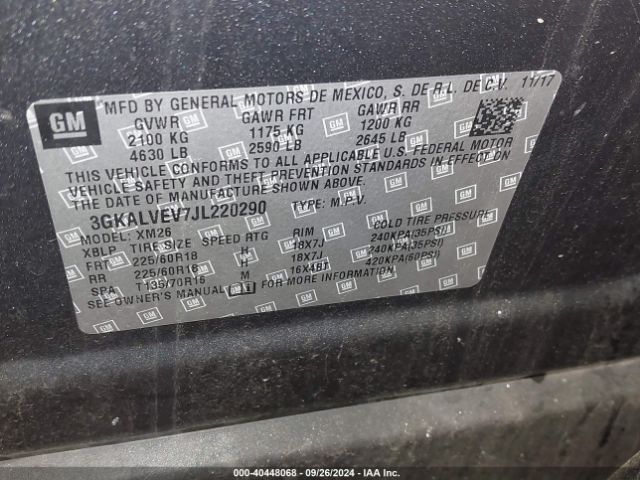 GM
MFD BY GENERAL MOTORS DE MEXICO, S. DE R.L. DE C.V. 11/17
GVWR GAWR FRT GAWR RR
2100 KG 1175 KG 1200 KG
4630 LB 2590 LB 2645 LB
THIS VEHICLE CONFORMS TO ALL APPLICABLE U.S. FEDERAL MOTOR
VEHICLE SAFETY AND THEFT PREVENTION STANDARDS IN EFFECT ON
THE DATE OF MANUFACTURE SHOWN ABOVE.
3GKALVEV7JL220290 TYPE: M.P.V.
MODEL: XM26
XBLP TIRE SIZE SPEED RTG RIM COLD TIRE PRESSURE
FRT 225/60R18 H 18X7J 240KPA(35PSI)
RR 225/60R18 H 18X7J 240KPA(35PSI)
SPA T135/70R16 M 16X4BT 420KPA(60PSI)
SEE OWNER'S MANUAL FOR MORE INFORMATION.
000-40448068 - 09/26/2024 - IAA Inc.